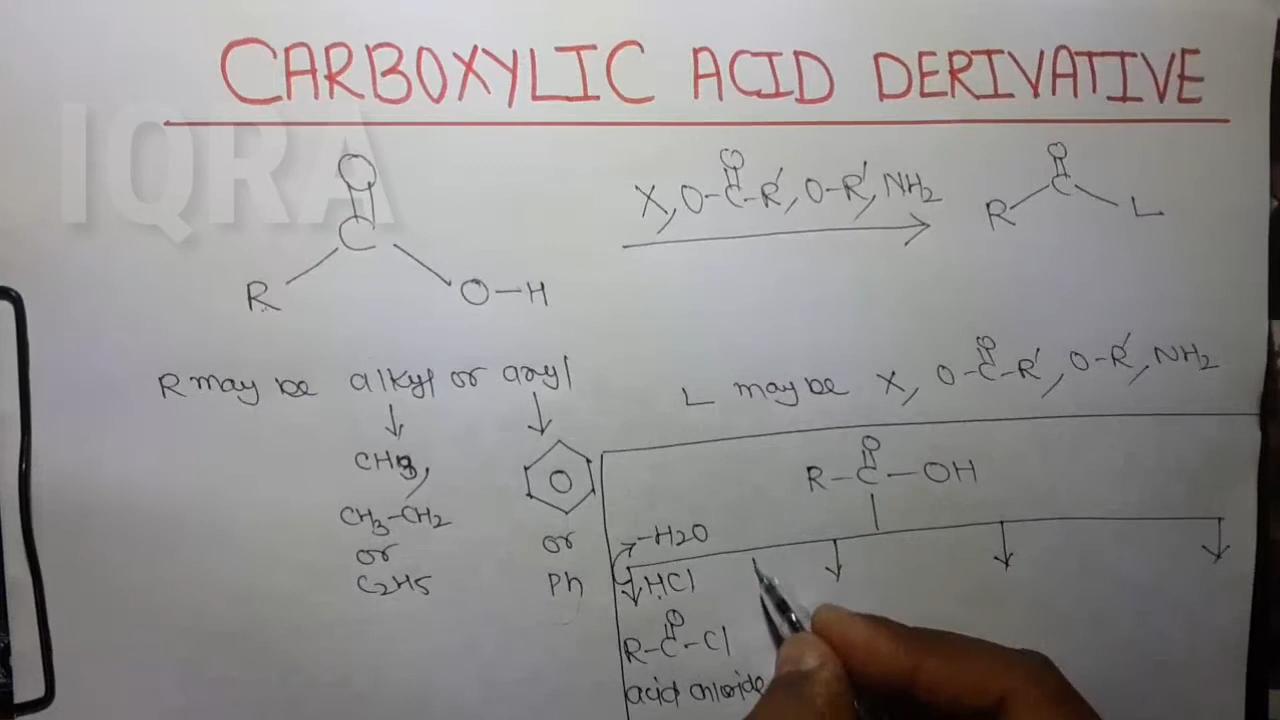 CARBOXYLIC ACID DERIVATIVE
IQRA
O
C
R
O-H
X, O-C-R', O-R', NH2
O
O
C
R
L
R may be alkyl or aryl
CH3,
CH3-CH2
or
C2H5
or
Ph
L may be X, O-C-R', O-R', NH2
O
O
R-C-OH
-H2O
HCl
O
R-C-Cl
acid chloride